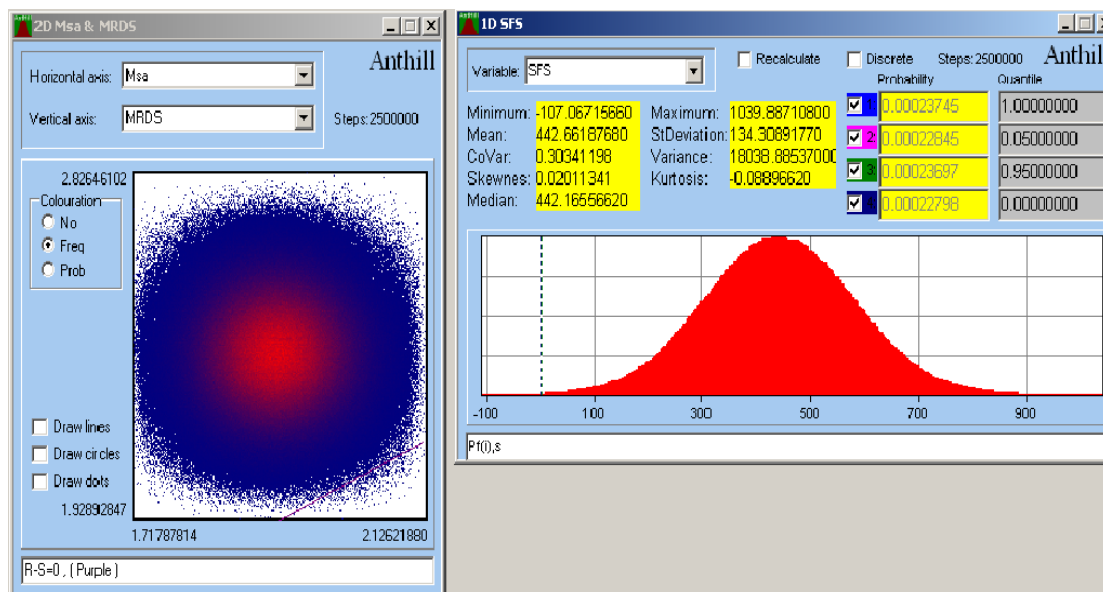 2D Msa & MRDS
Anthill
Horizontal axis: Msa
Vertical axis: MRDS
Steps: 2500000
2.82646102
Colouration
No
Freq
Prob
Draw lines
Draw circles
Draw dots
1.92892847
1.71787814
2.12621880
R-S=0 , ( Purple )
1D SFS
Variable: SFS
Recalculate
Discrete
Steps: 2500000
Anthill
Probability
Quantile
Minimum: -107.06715660
Maximum: 1039.88710800
Mean: 442.66187680
StDeviation: 134.30891770
CoVar: 0.30341198
Variance: 18038.88537000
Skewnes: 0.02011341
Kurtosis: -0.08896620
Median: 442.16556620
1: 0.00023745 1.00000000
2: 0.00022845 0.05000000
3: 0.00023697 0.95000000
4: 0.00022798 0.00000000
-100 100 300 500 700 900
Pf(i),s